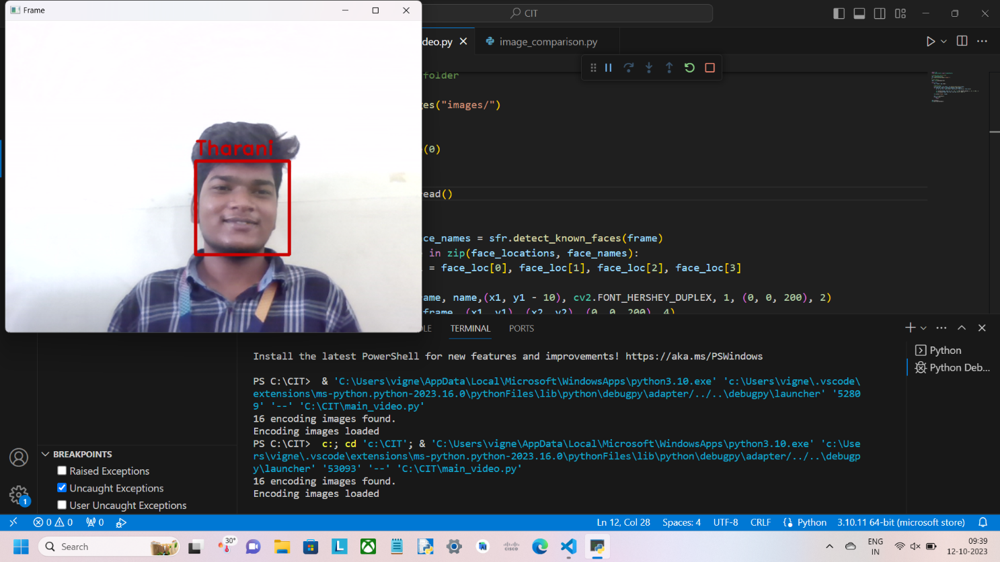 Frame
CIT
Tharani
deo.py
image_comparison.py
folder
es("images/")
(0)
ead()
ce_names = sfr.detect_known_faces(frame)
in zip(face_locations, face_names):
= face_loc[0], face_loc[1], face_loc[2], face_loc[3]
ame, name,(x1, y1 - 10), cv2.FONT_HERSHEY_DUPLEX, 1, (0, 0, 200), 2)
frame, (x1, y1), (x2, y2), (0, 0, 200), 4)
LE TERMINAL PORTS
Install the latest PowerShell for new features and improvements! https://aka.ms/PSWindows
PS C:\CIT>  & 'C:\Users\vigne\AppData\Local\Microsoft\WindowsApps\python3.10.exe' 'c:\Users\vigne\.vscode\
extensions\ms-python.python-2023.16.0\pythonFiles\lib\python\debugpy\adapter/../..\debugpy\launcher' '5280
9' '--' 'C:\CIT\main_video.py'
16 encoding images found.
Encoding images loaded
PS C:\CIT>  c:; cd 'c:\CIT'; & 'C:\Users\vigne\AppData\Local\Microsoft\WindowsApps\python3.10.exe' 'c:\Use
rs\vigne\.vscode\extensions\ms-python.python-2023.16.0\pythonFiles\lib\python\debugpy\adapter/../..\debugp
y\launcher' '53093' '--' 'C:\CIT\main_video.py'
16 encoding images found.
Encoding images loaded
Python
Python Deb...
BREAKPOINTS
Raised Exceptions
Uncaught Exceptions
User Uncaught Exceptions
1
0 0 0
Ln 12, Col 28 Spaces: 4 UTF-8 CRLF Python 3.10.11 64-bit (microsoft store)
Search
30°
L
cisco
ENG
IN
09:39
12-10-2023